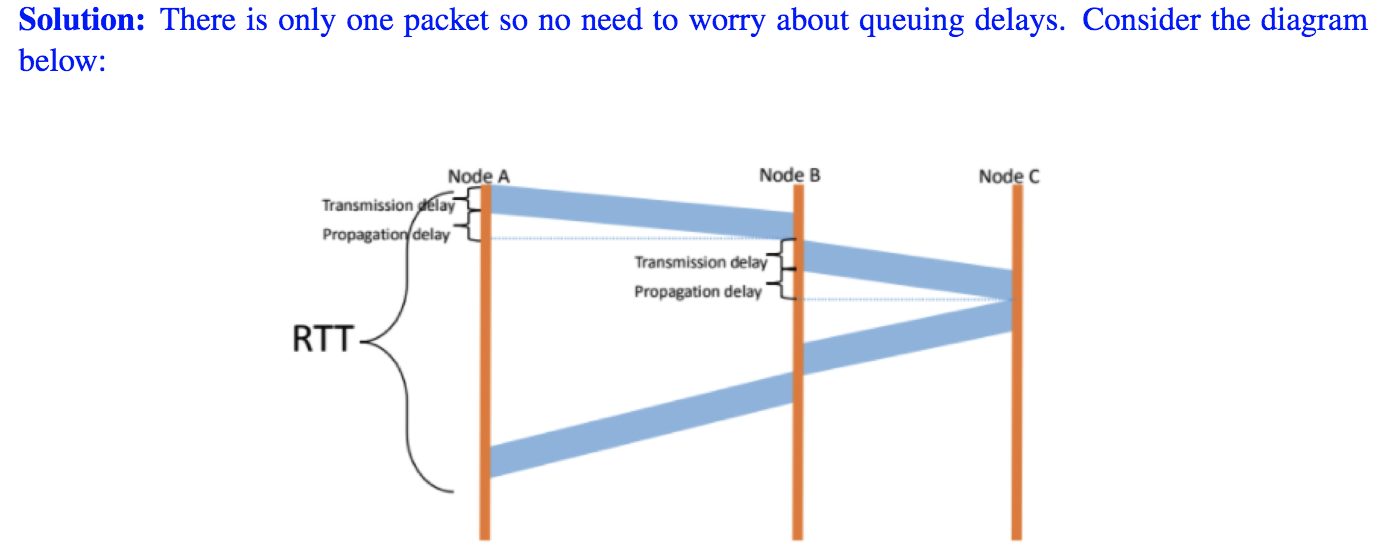 Solution: There is only one packet so no need to worry about queuing delays. Consider the diagram
below:
Node A
Node B
Node C
Transmission delay
Propagation delay
Transmission delay
Propagation delay
RTT